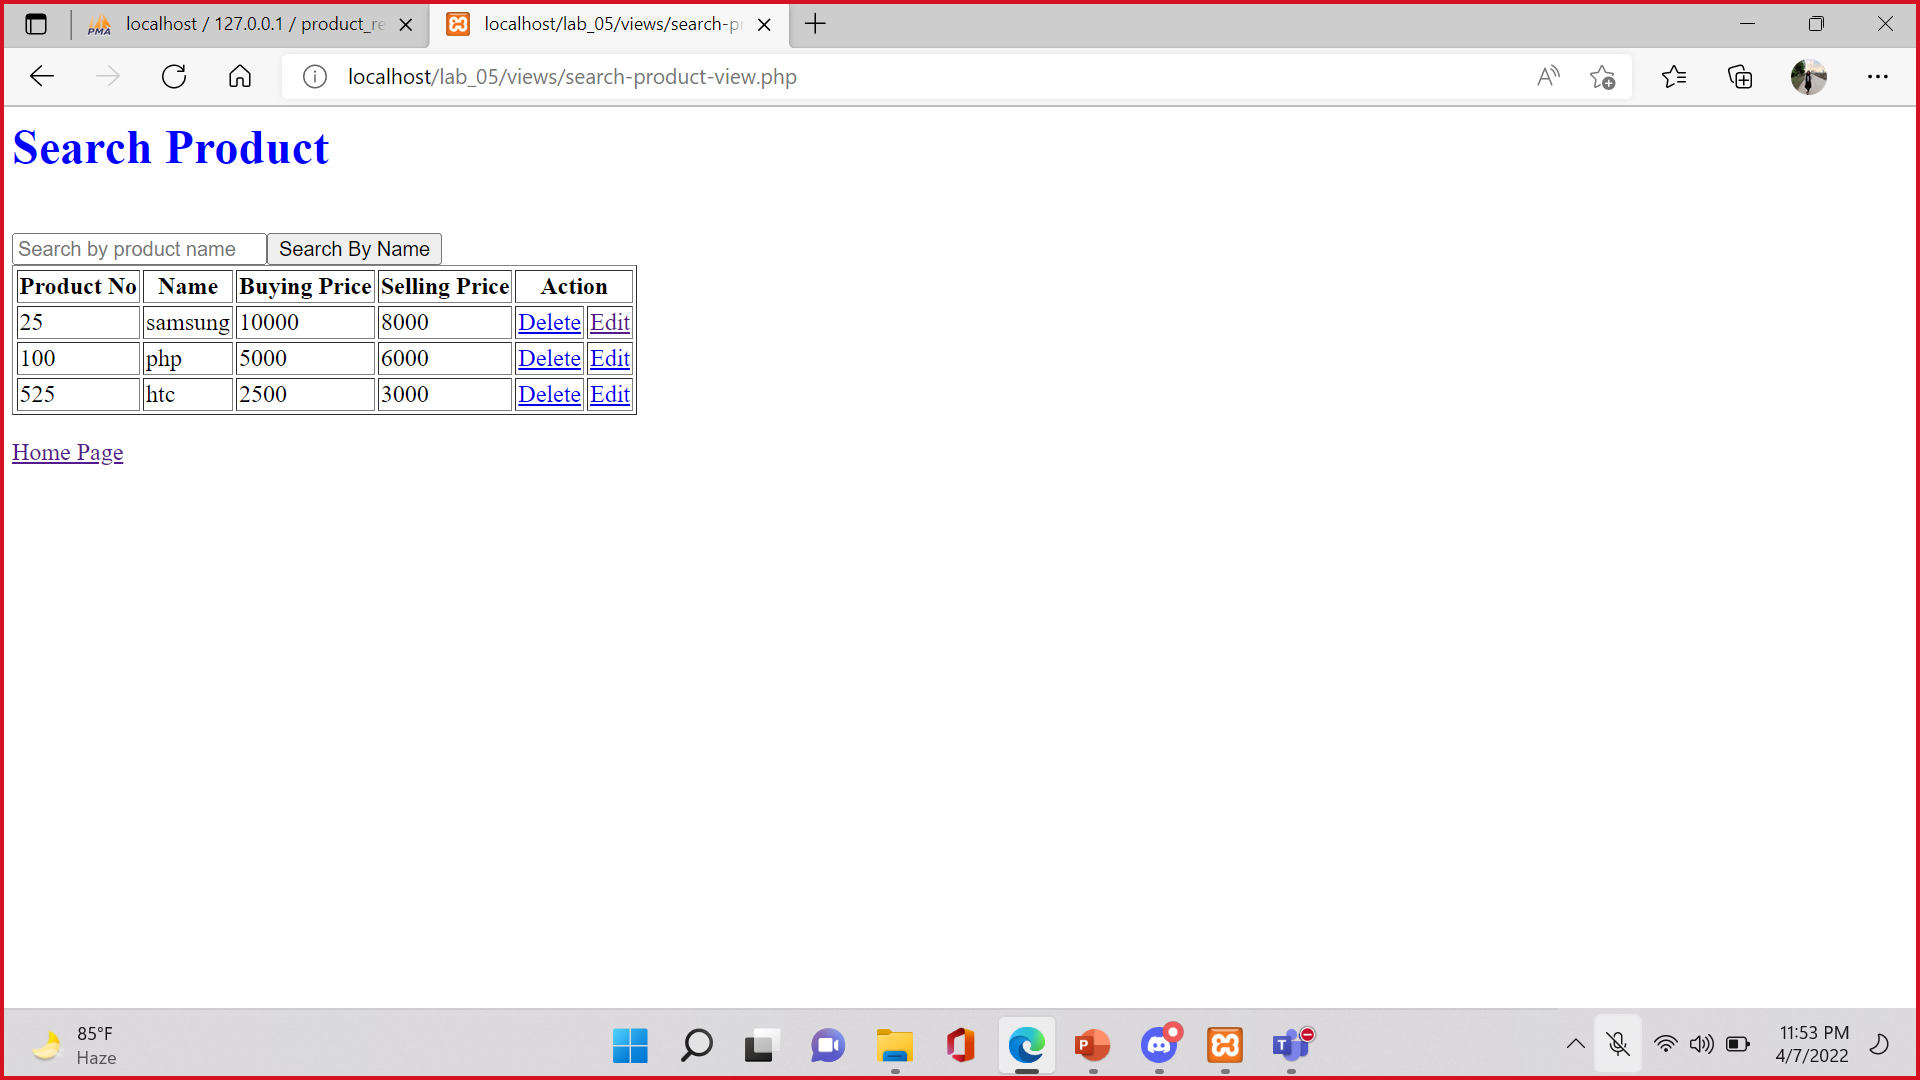 localhost / 127.0.0.1 / product_re
localhost/lab_05/views/search-p
localhost/lab_05/views/search-product-view.php
Search Product
Search by product name Search By Name
Product No Name Buying Price Selling Price Action
25 samsung 10000 8000 Delete Edit
100 php 5000 6000 Delete Edit
525 htc 2500 3000 Delete Edit
Home Page
85°F
Haze
11:53 PM
4/7/2022